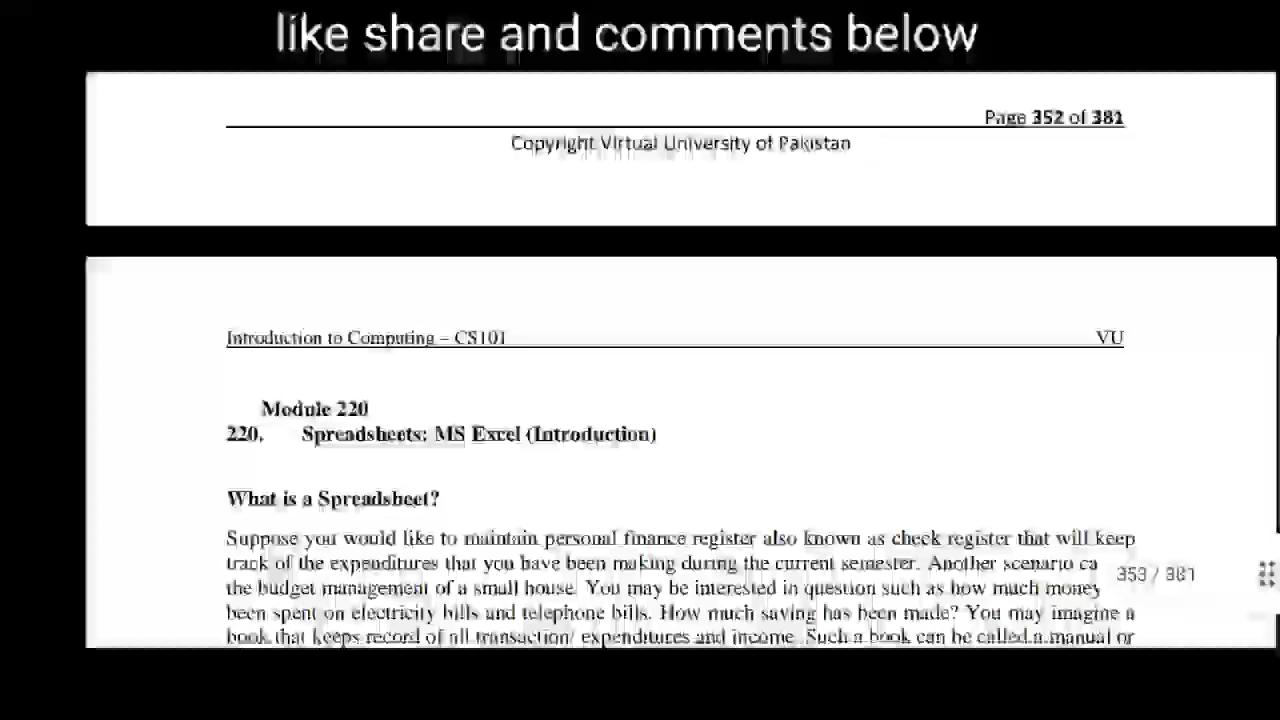 like share and comments below
Page 352 of 381
Copyright Virtual University of Pakistan
Introduction to Computing – CS101 VU
Module 220
220. Spreadsheets: MS Excel (Introduction)
What is a Spreadsheet?
Suppose you would like to maintain personal finance register also known as check register that will keep
track of the expenditures that you have been making during the current semester. Another scenario ca
the budget management of a small house. You may be interested in question such as how much money
353 / 381
been spent on electricity bills and telephone bills. How much saving has been made? You may imagine a
book that keeps record of all transaction/ expenditures and income. Such a book can be called a manual or